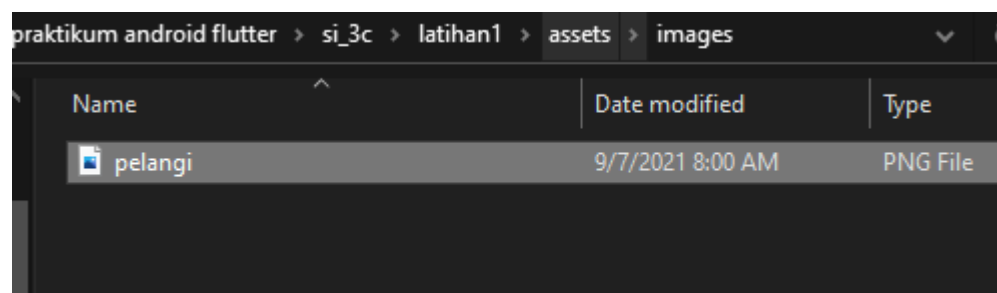 praktikum android flutter > si_3c > latihan1 > assets > images
Name Date modified Type
pelangi 9/7/2021 8:00 AM PNG File